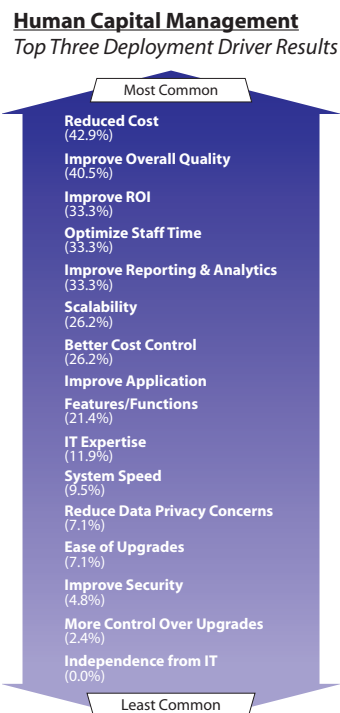 Human Capital Management
Top Three Deployment Driver Results
Most Common
Reduced Cost
(42.9%)
Improve Overall Quality
(40.5%)
Improve ROI
(33.3%)
Optimize Staff Time
(33.3%)
Improve Reporting & Analytics
(33.3%)
Scalability
(26.2%)
Better Cost Control
(26.2%)
Improve Application
Features/Functions
(21.4%)
IT Expertise
(11.9%)
System Speed
(9.5%)
Reduce Data Privacy Concerns
(7.1%)
Ease of Upgrades
(7.1%)
Improve Security
(4.8%)
More Control Over Upgrades
(2.4%)
Independence from IT
(0.0%)
Least Common